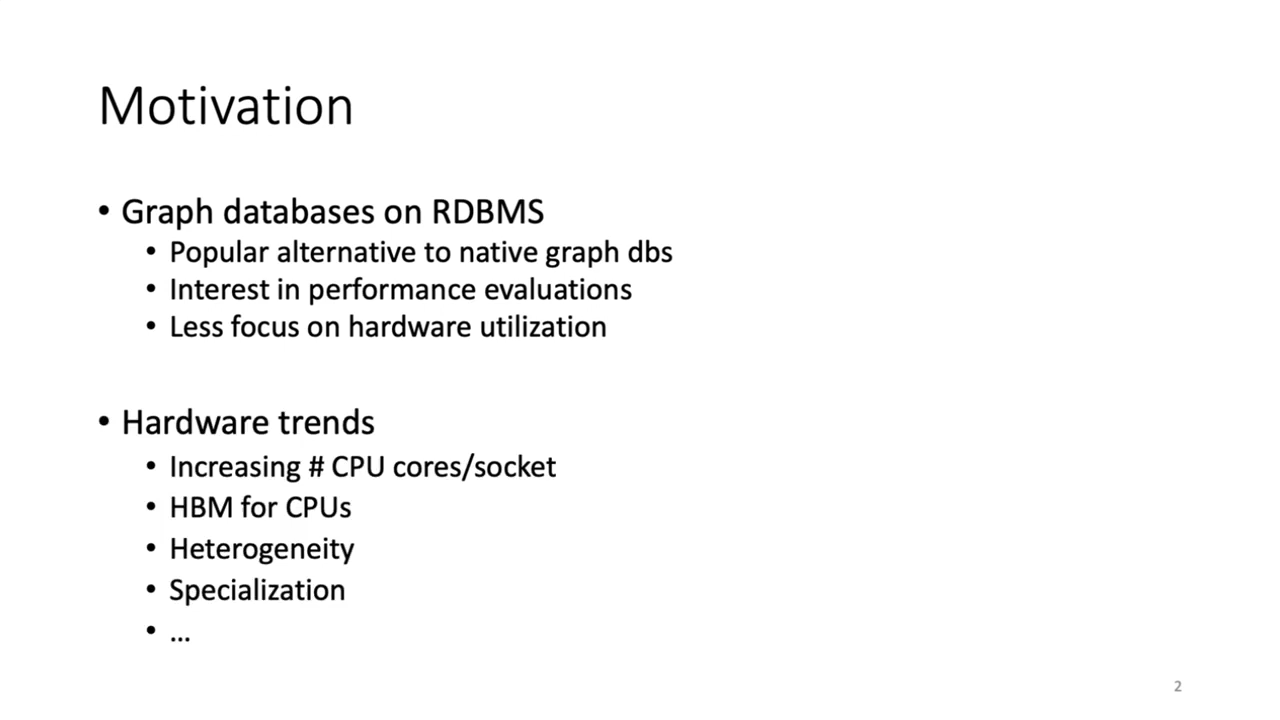 Motivation
• Graph databases on RDBMS
• Popular alternative to native graph dbs
• Interest in performance evaluations
• Less focus on hardware utilization
• Hardware trends
• Increasing # CPU cores/socket
• HBM for CPUs
• Heterogeneity
• Specialization
• ...
2